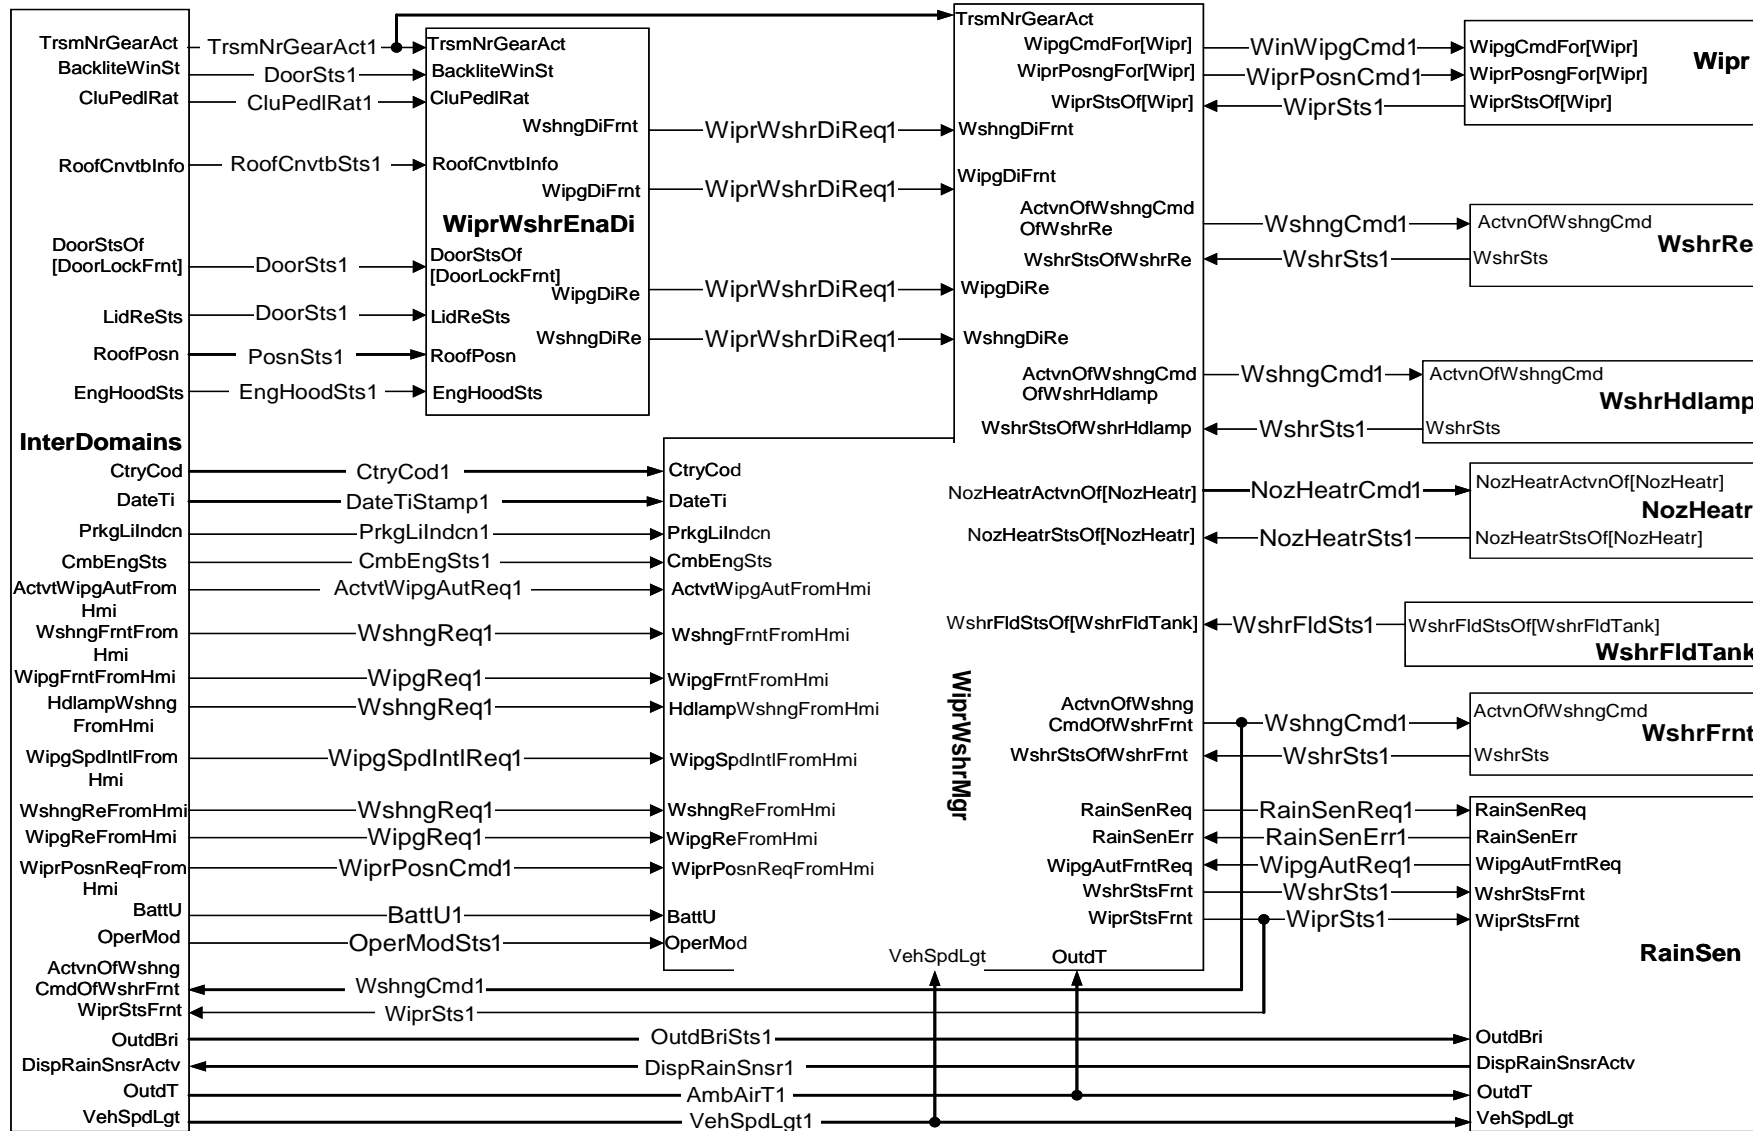 TrsmNrGearAct
BackliteWinSt
CluPedlRat
RoofCnvtbInfo
DoorStsOf
[DoorLockFrnt]
LidReSts
RoofPosn
EngHoodSts
InterDomains
CtryCod
DateTi
PrkgLiIndcn
CmbEngSts
ActvtWipgAutFrom
Hmi
WshngFrntFrom
Hmi
WipgFrntFromHmi
HdlampWshng
FromHmi
WipgSpdIntlFrom
Hmi
WshngReFromHmi
WipgReFromHmi
WiprPosnReqFrom
Hmi
BattU
OperMod
ActvnOfWshng
CmdOfWshrFrnt
WiprStsFrnt
OutdBri
DispRainSnsrActv
OutdT
VehSpdLgt
TrsmNrGearAct1
DoorSts1
CluPedlRat1
RoofCnvtbSts1
DoorSts1
DoorSts1
PosnSts1
EngHoodSts1
TrsmNrGearAct
BackliteWinSt
CluPedlRat
WshngDiFrnt
RoofCnvtbInfo
WipgDiFrnt
WiprWshrEnaDi
DoorStsOf
[DoorLockFrnt]
WipgDiRe
LidReSts
WshngDiRe
RoofPosn
EngHoodSts
WiprWshrDiReq1
WiprWshrDiReq1
WiprWshrDiReq1
WiprWshrDiReq1
CtryCod1
DateTiStamp1
PrkgLiIndcn1
CmbEngSts1
ActvtWipgAutReq1
WshngReq1
WipgReq1
WshngReq1
WipgSpdIntlReq1
WshngReq1
WipgReq1
WiprPosnCmd1
BattU1
OperModSts1
WshngCmd1
WiprSts1
OutdBriSts1
DispRainSnsr1
AmbAirT1
VehSpdLgt1
CtryCod
DateTi
PrkgLiIndcn
CmbEngSts
ActvtWipgAutFromHmi
WshngFrntFromHmi
WipgFrntFromHmi
HdlampWshngFromHmi
WipgSpdIntlFromHmi
WshngReFromHmi
WipgReFromHmi
WiprPosnReqFromHmi
BattU
OperMod
VehSpdLgt
OutdT
WiprWshrMgr
TrsmNrGearAct
WipgCmdFor[Wipr]
WiprPosngFor[Wipr]
WiprStsOf[Wipr]
WshngDiFrnt
WipgDiFrnt
ActvnOfWshngCmd
OfWshrRe
WshrStsOfWshrRe
WipgDiRe
WshngDiRe
ActvnOfWshngCmd
OfWshrHdlamp
WshrStsOfWshrHdlamp
NozHeatrActvnOf[NozHeatr]
NozHeatrStsOf[NozHeatr]
WshrFldStsOf[WshrFldTank]
ActvnOfWshng
CmdOfWshrFrnt
WshrStsOfWshrFrnt
RainSenReq
RainSenErr
WipgAutFrntReq
WshrStsFrnt
WiprStsFrnt
WinWipgCmd1
WiprPosnCmd1
WiprSts1
WshngCmd1
WshrSts1
WshngCmd1
WshrSts1
NozHeatrCmd1
NozHeatrSts1
WshrFldSts1
WshngCmd1
WshrSts1
RainSenReq1
RainSenErr1
WipgAutReq1
WshrSts1
WiprSts1
WipgCmdFor[Wipr]
WiprPosngFor[Wipr]
WiprStsOf[Wipr]
Wipr
ActvnOfWshngCmd
WshrRe
WshrSts
ActvnOfWshngCmd
WshrHdlamp
WshrSts
NozHeatrActvnOf[NozHeatr]
NozHeatr
NozHeatrStsOf[NozHeatr]
WshrFldStsOf[WshrFldTank]
WshrFldTank
ActvnOfWshngCmd
WshrFrnt
WshrSts
RainSenReq
RainSenErr
WipgAutFrntReq
WshrStsFrnt
WiprStsFrnt
RainSen
OutdBri
DispRainSnsrActv
OutdT
VehSpdLgt